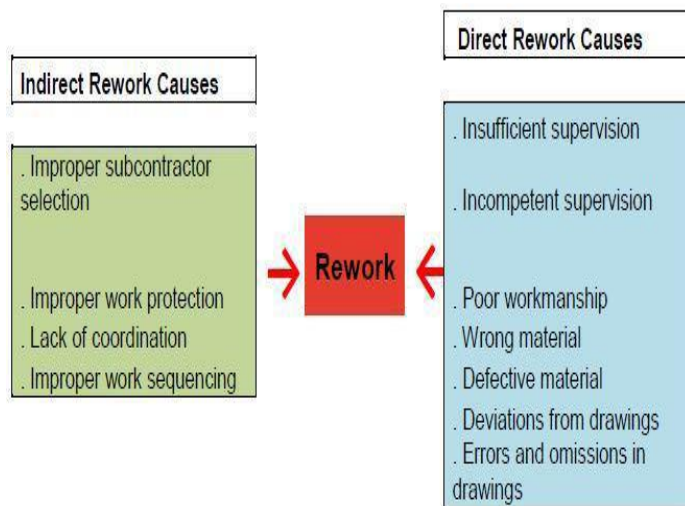 Indirect Rework Causes
. Improper subcontractor
selection
. Improper work protection
. Lack of coordination
. Improper work sequencing
Rework
Direct Rework Causes
. Insufficient supervision
. Incompetent supervision
. Poor workmanship
. Wrong material
. Defective material
. Deviations from drawings
. Errors and omissions in
drawings